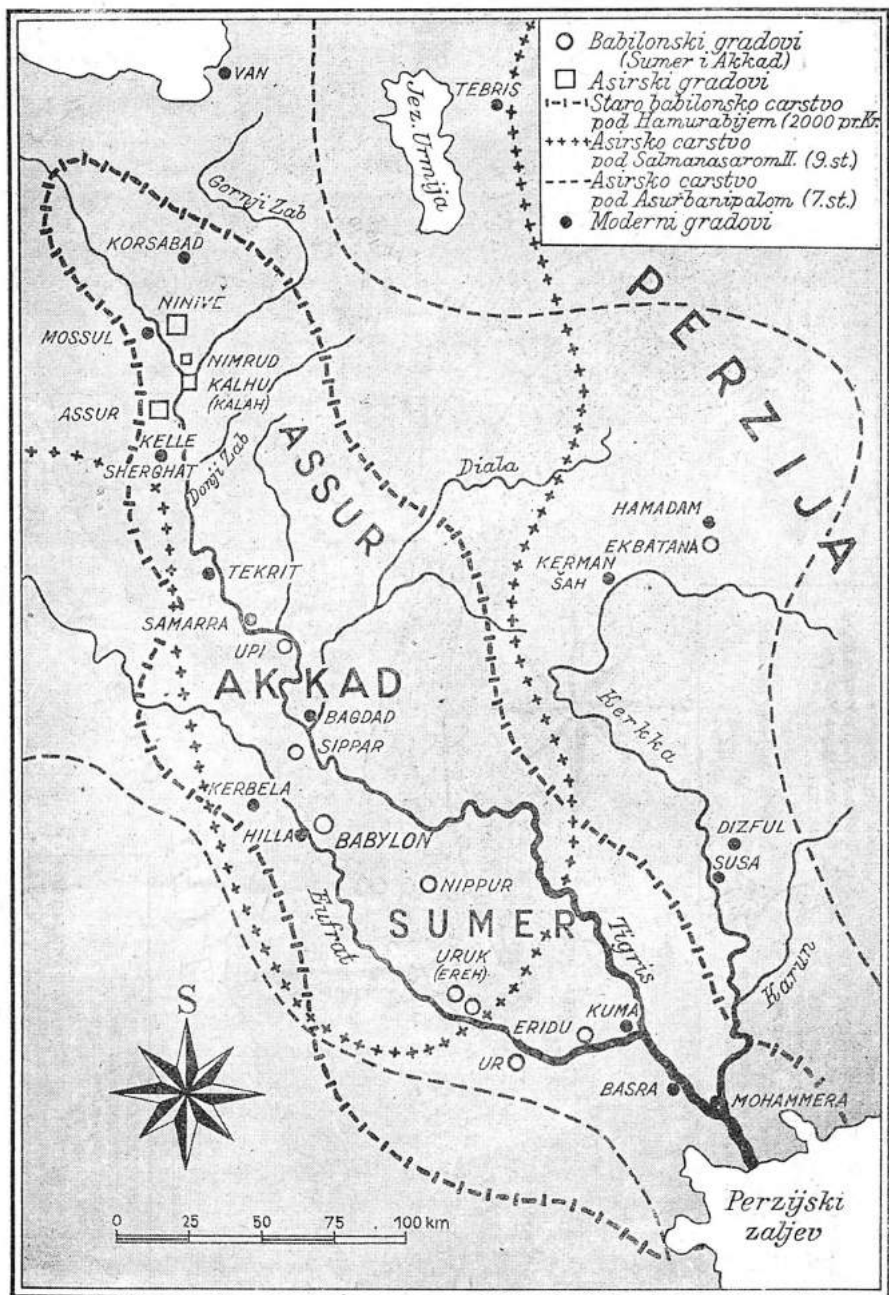 Babilonski gradovi
(Sumer i Akkad)
Asirski gradovi
Staro babilonsko carstvo
pod Hamurabijem (2000 pr.Kr.
Asirsko carstvo
pod Salmanasarom II. (9.st.)
Asirsko carstvo
pod Asurbanipalom (7.st.)
Moderni gradovi
VAN
TEBRIS
Jez. Urmija
Gornji Zab
KORSABAD
NINIVE
MOSSUL
NIMRUD
KALHU
(KALAH)
ASSUR
KELLE
SHERGHAT
Donji Zab
ASSUR
PERZIJA
Diala
HAMADAM
EKBATANA
KERMAN
ŠAH
TEKRIT
SAMARRA
UPI
AKKAD
BAGDAD
SIPPAR
Kerkka
KERBELA
HILLA
BABYLON
DIZFUL
SUSA
NIPPUR
SUMER
Eufrat
Tigris
Karun
URUK
(EREH)
ERIDU
KUMA
UR
BASRA
MOHAMMERA
S
0 25 50 75 100 km
Perzijski
zaljev